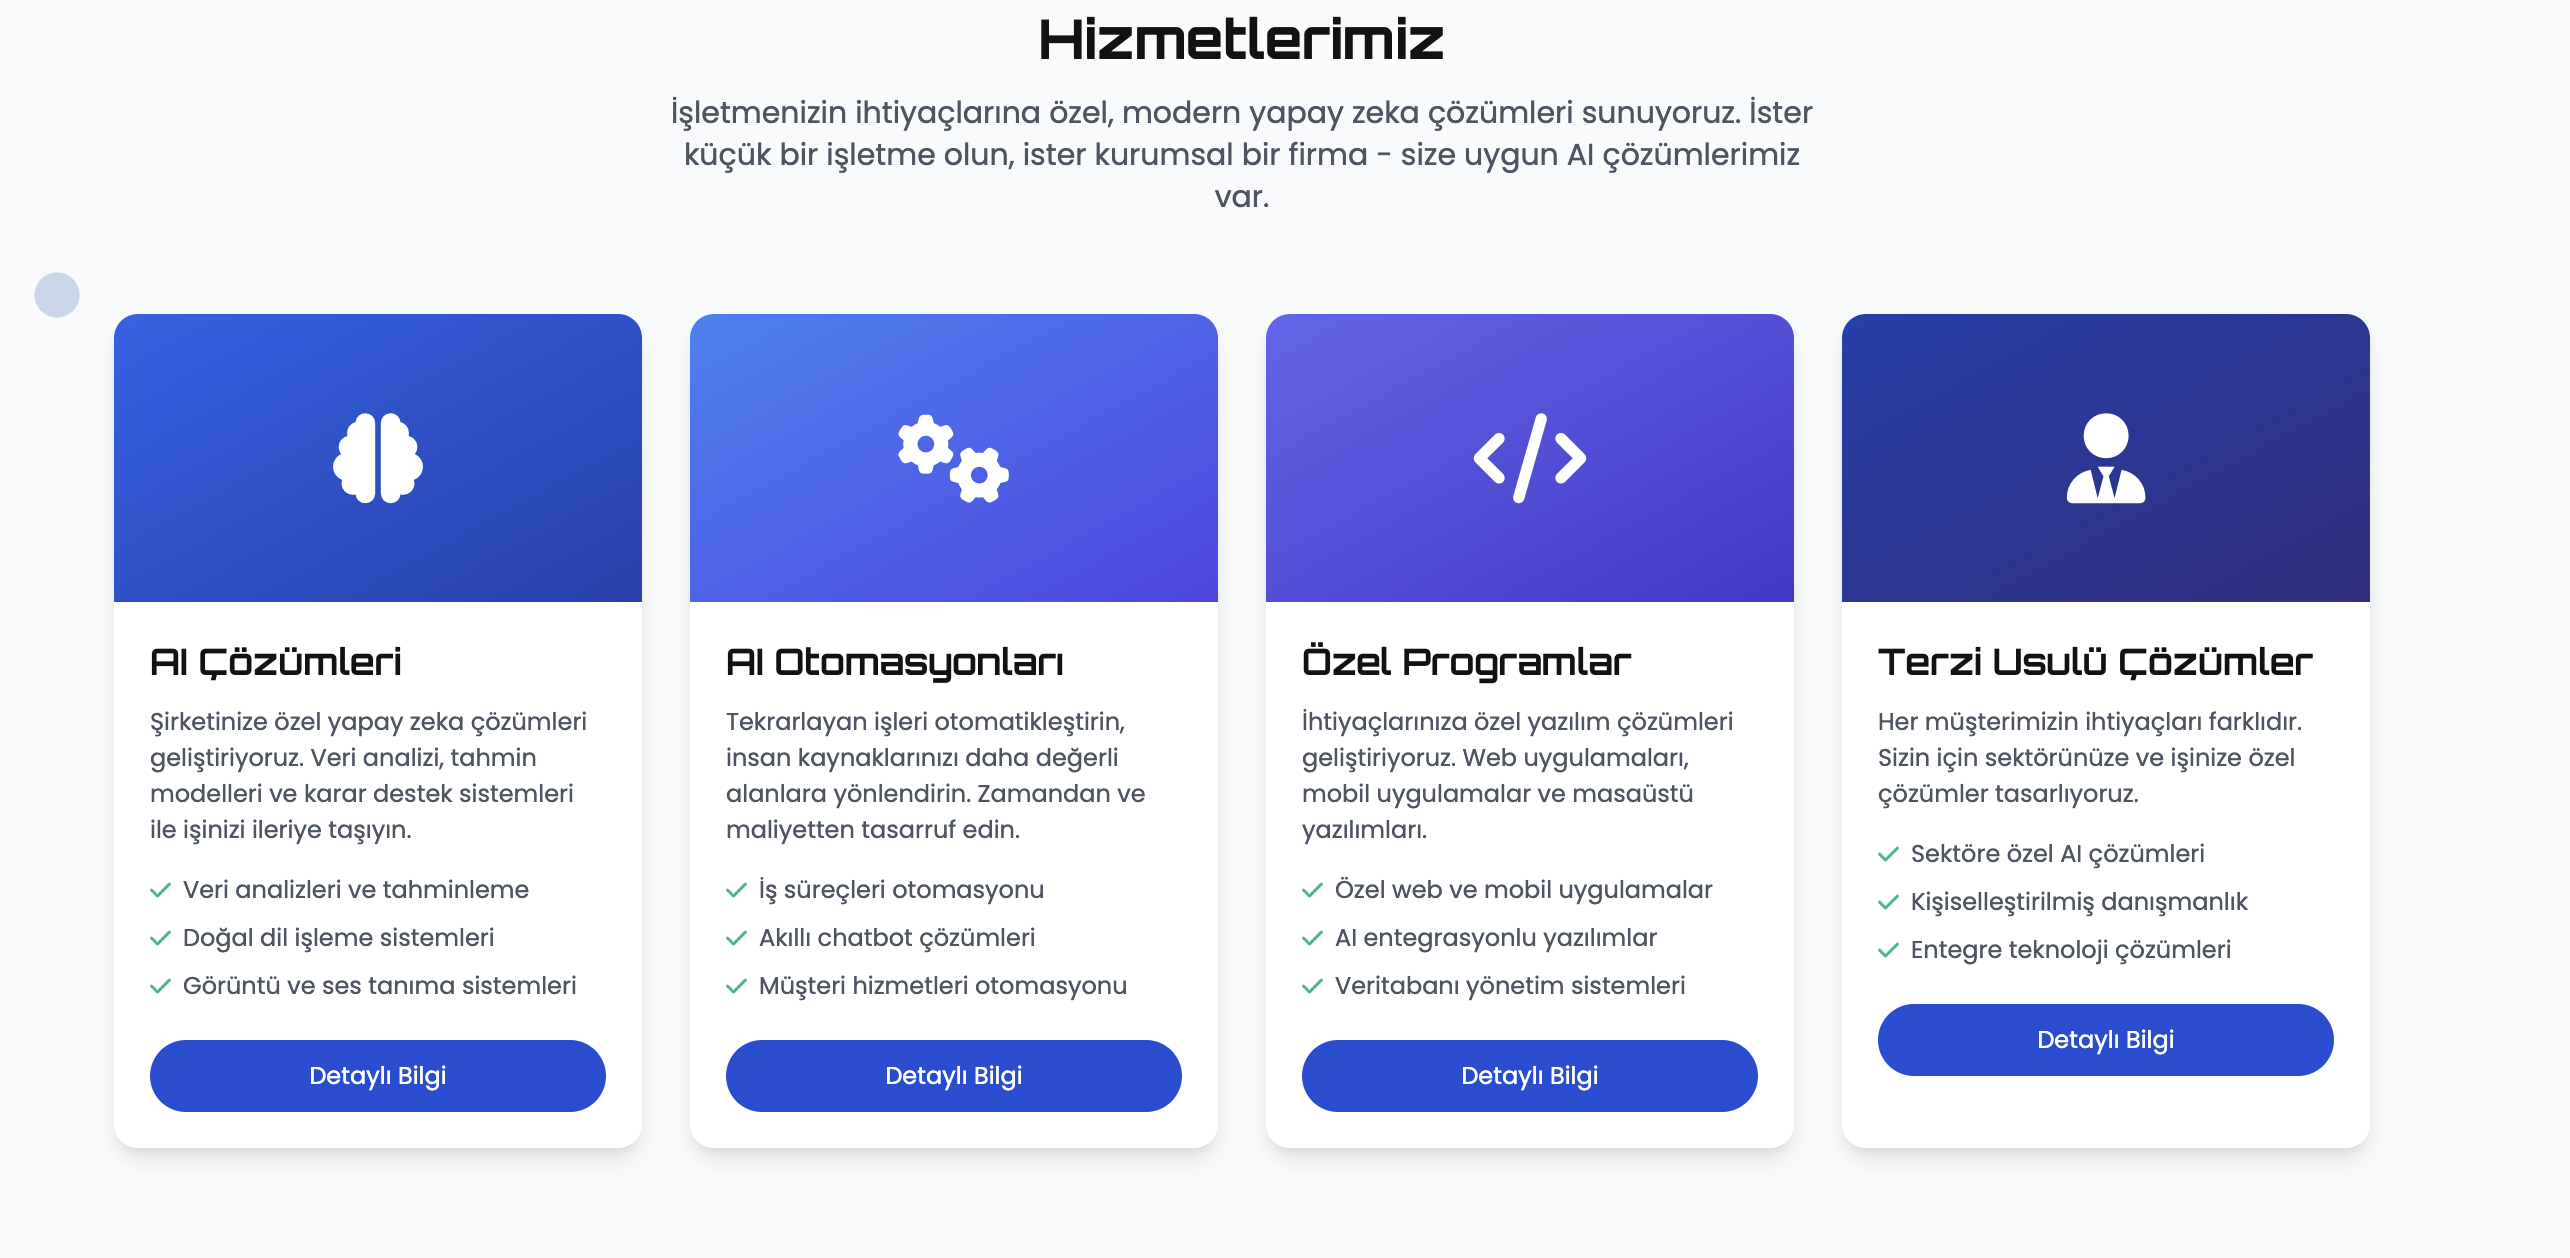 Hizmetlerimiz
İşletmenizin ihtiyaçlarına özel, modern yapay zeka çözümleri sunuyoruz. İster
küçük bir işletme olun, ister kurumsal bir firma - size uygun AI çözümlerimiz
var.
AI Çözümleri
Şirketinize özel yapay zeka çözümleri
geliştiriyoruz. Veri analizi, tahmin
modelleri ve karar destek sistemleri
ile işinizi ileriye taşıyın.
Veri analizleri ve tahminleme
Doğal dil işleme sistemleri
Görüntü ve ses tanıma sistemleri
Detaylı Bilgi
AI Otomasyonları
Tekrarlayan işleri otomatikleştirin,
insan kaynaklarınızı daha değerli
alanlara yönlendirin. Zamandan ve
maliyetten tasarruf edin.
İş süreçleri otomasyonu
Akıllı chatbot çözümleri
Müşteri hizmetleri otomasyonu
Detaylı Bilgi
Özel Programlar
İhtiyaçlarınıza özel yazılım çözümleri
geliştiriyoruz. Web uygulamaları,
mobil uygulamalar ve masaüstü
yazılımları.
Özel web ve mobil uygulamalar
AI entegrasyonlu yazılımlar
Veritabanı yönetim sistemleri
Detaylı Bilgi
Terzi Usulü Çözümler
Her müşterimizin ihtiyaçları farklıdır.
Sizin için sektörünüze ve işinize özel
çözümler tasarlıyoruz.
Sektöre özel AI çözümleri
Kişiselleştirilmiş danışmanlık
Entegre teknoloji çözümleri
Detaylı Bilgi